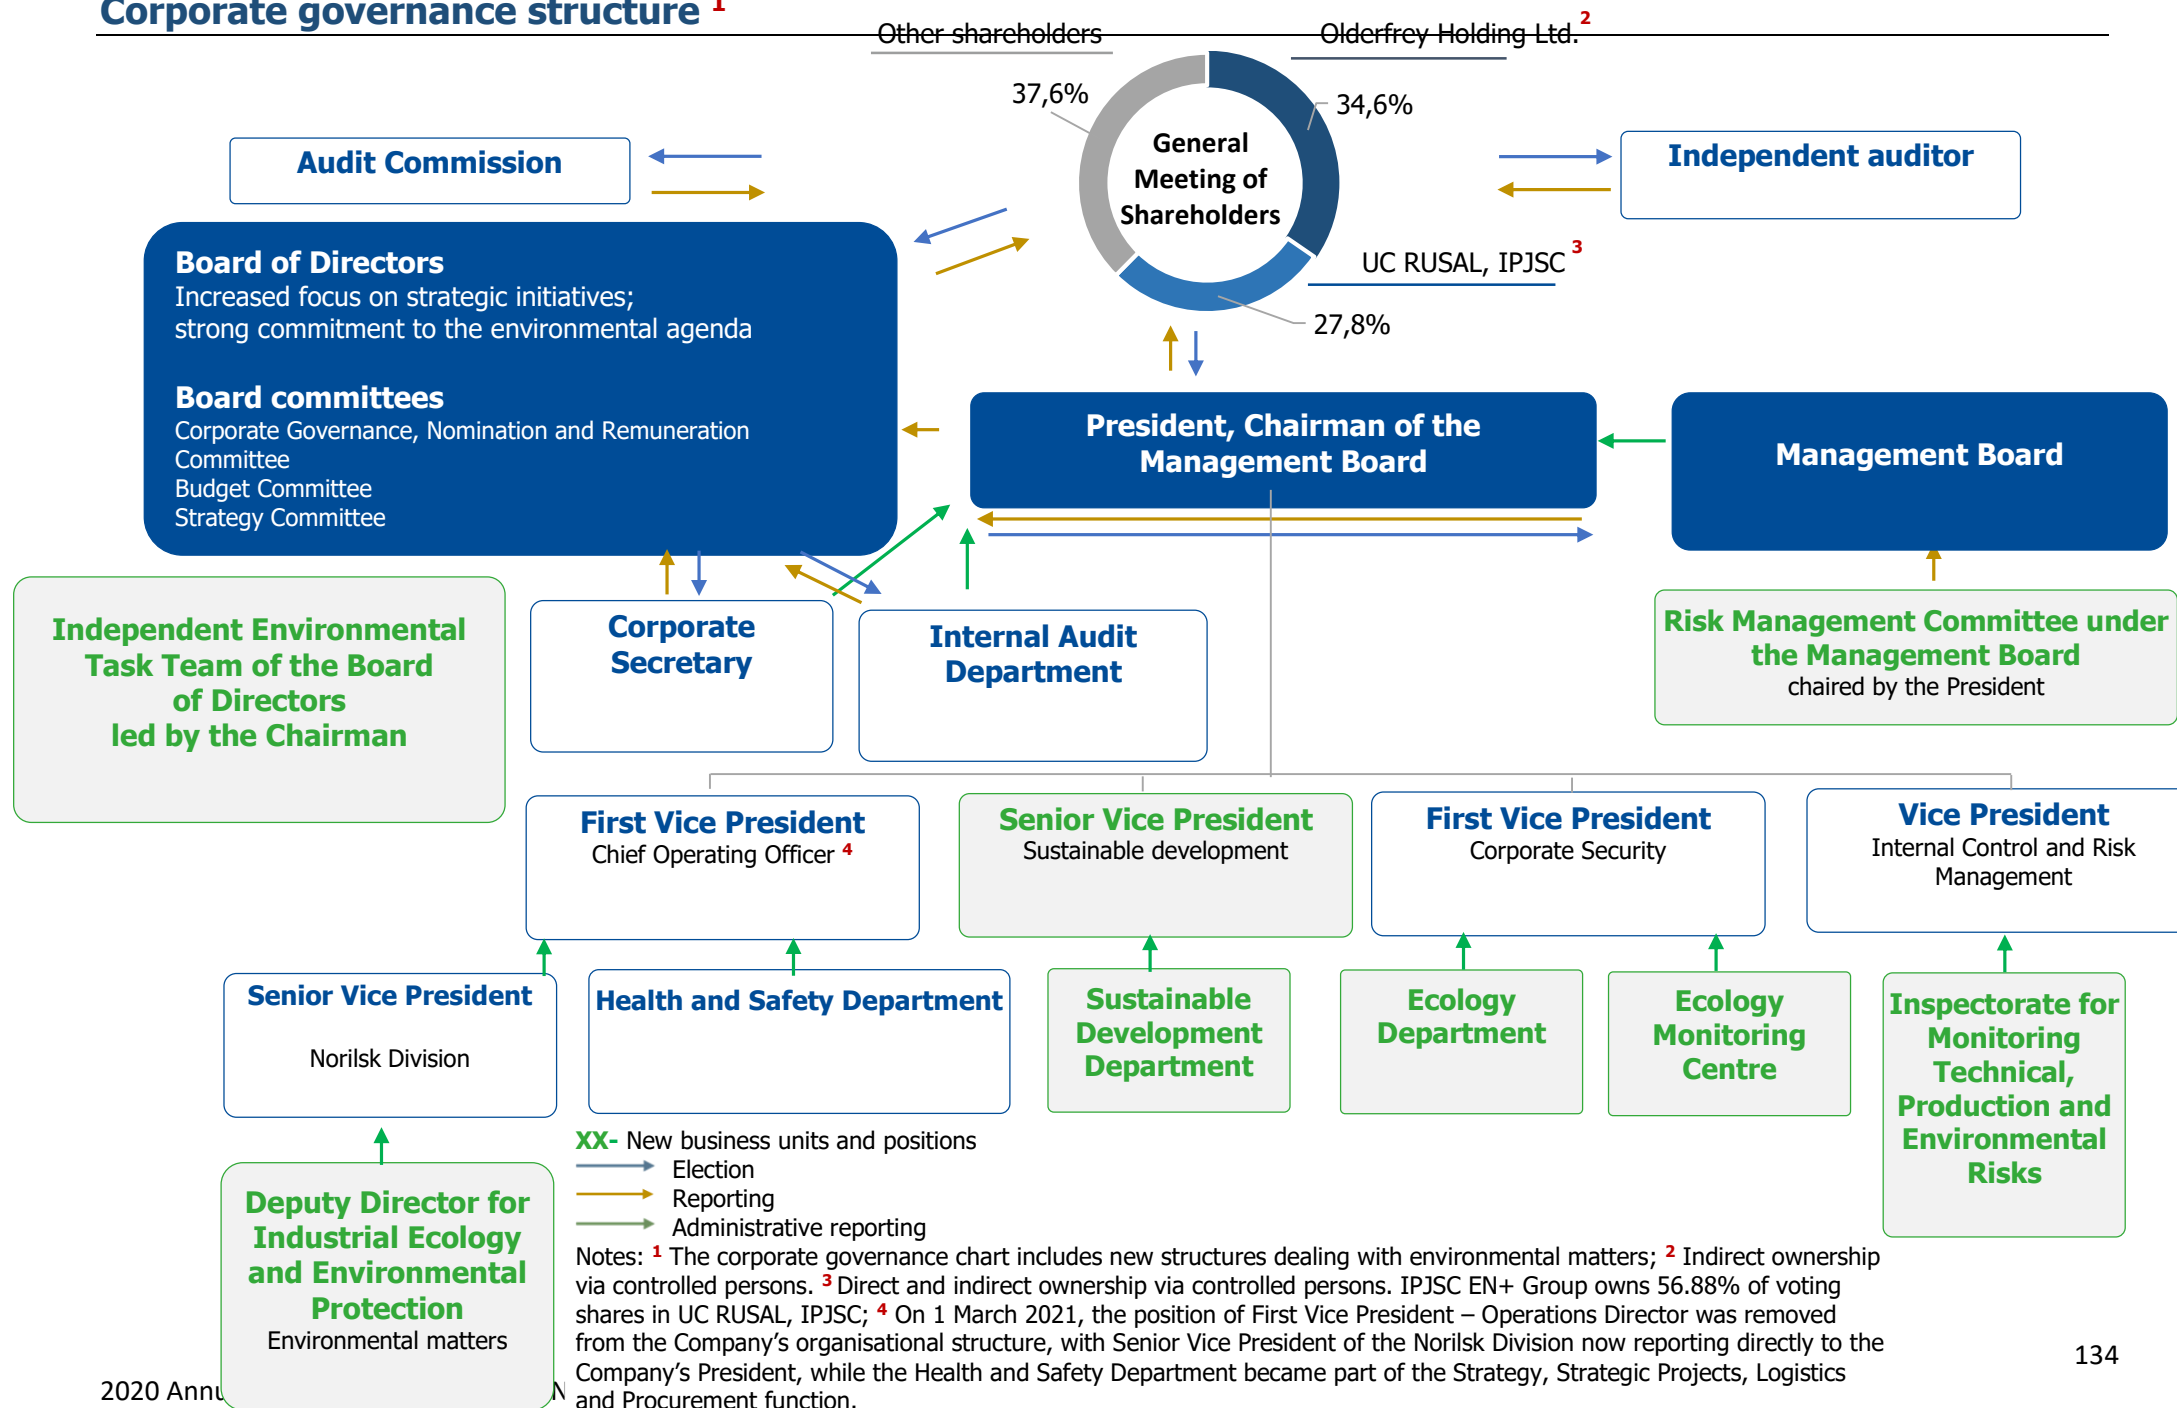 Corporate governance structure 1
Other shareholders
Olderfrey Holding Ltd. 2
37,6%
34,6%
General
Meeting of
Shareholders
Audit Commission
Independent auditor
UC RUSAL, IPJSC 3
27,8%
Board of Directors
Increased focus on strategic initiatives;
strong commitment to the environmental agenda
Board committees
Corporate Governance, Nomination and Remuneration
Committee
Budget Committee
Strategy Committee
President, Chairman of the
Management Board
Management Board
Independent Environmental
Task Team of the Board
of Directors
led by the Chairman
Corporate
Secretary
Internal Audit
Department
Risk Management Committee under
the Management Board
chaired by the President
First Vice President
Chief Operating Officer 4
Senior Vice President
Sustainable development
First Vice President
Corporate Security
Vice President
Internal Control and Risk
Management
Senior Vice President
Norilsk Division
Health and Safety Department
Sustainable
Development
Department
Ecology
Department
Ecology
Monitoring
Centre
Inspectorate for
Monitoring
Technical,
Production and
Environmental
Risks
Deputy Director for
Industrial Ecology
and Environmental
Protection
Environmental matters
XX- New business units and positions
Election
Reporting
Administrative reporting
Notes: 1 The corporate governance chart includes new structures dealing with environmental matters; 2 Indirect ownership
via controlled persons. 3 Direct and indirect ownership via controlled persons. IPJSC EN+ Group owns 56.88% of voting
shares in UC RUSAL, IPJSC; 4 On 1 March 2021, the position of First Vice President – Operations Director was removed
from the Company’s organisational structure, with Senior Vice President of the Norilsk Division now reporting directly to the
Company’s President, while the Health and Safety Department became part of the Strategy, Strategic Projects, Logistics
and Procurement function.
134
2020